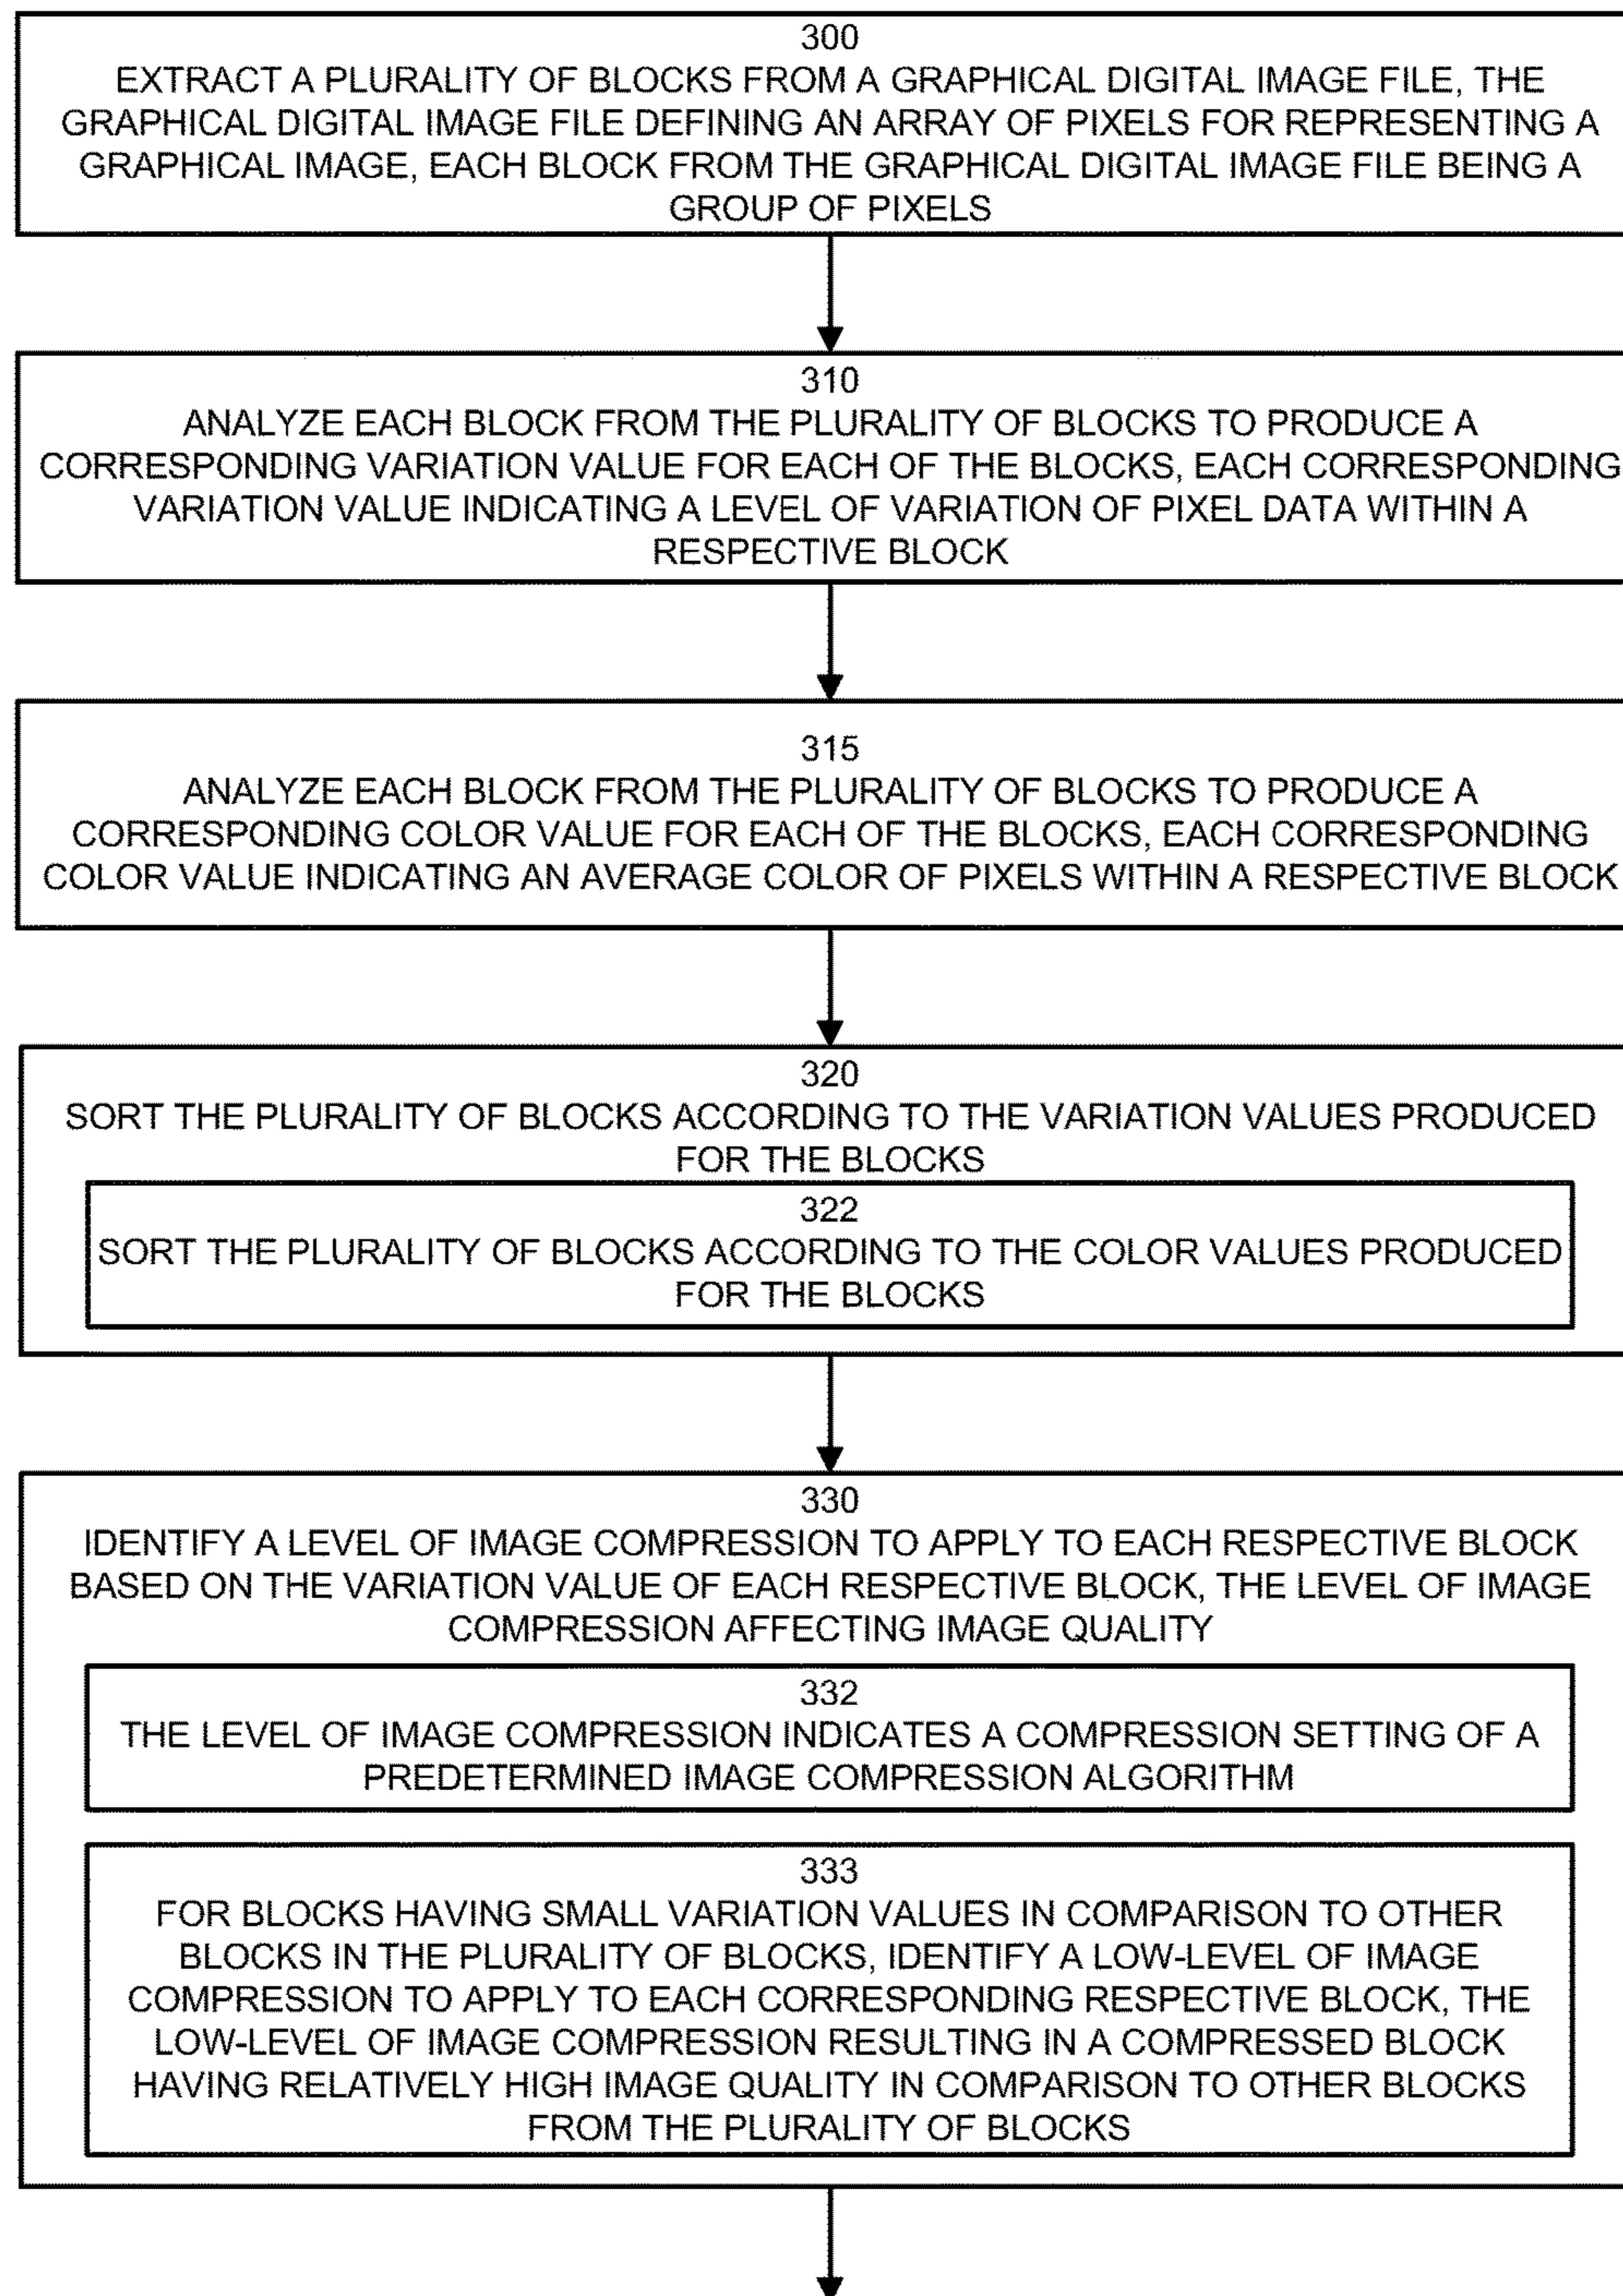 300
EXTRACT A PLURALITY OF BLOCKS FROM A GRAPHICAL DIGITAL IMAGE FILE, THE
GRAPHICAL DIGITAL IMAGE FILE DEFINING AN ARRAY OF PIXELS FOR REPRESENTING A
GRAPHICAL IMAGE, EACH BLOCK FROM THE GRAPHICAL DIGITAL IMAGE FILE BEING A
GROUP OF PIXELS
310
ANALYZE EACH BLOCK FROM THE PLURALITY OF BLOCKS TO PRODUCE A
CORRESPONDING VARIATION VALUE FOR EACH OF THE BLOCKS, EACH CORRESPONDING
VARIATION VALUE INDICATING A LEVEL OF VARIATION OF PIXEL DATA WITHIN A
RESPECTIVE BLOCK
315
ANALYZE EACH BLOCK FROM THE PLURALITY OF BLOCKS TO PRODUCE A
CORRESPONDING COLOR VALUE FOR EACH OF THE BLOCKS, EACH CORRESPONDING
COLOR VALUE INDICATING AN AVERAGE COLOR OF PIXELS WITHIN A RESPECTIVE BLOCK
320
SORT THE PLURALITY OF BLOCKS ACCORDING TO THE VARIATION VALUES PRODUCED
FOR THE BLOCKS
322
SORT THE PLURALITY OF BLOCKS ACCORDING TO THE COLOR VALUES PRODUCED
FOR THE BLOCKS
330
IDENTIFY A LEVEL OF IMAGE COMPRESSION TO APPLY TO EACH RESPECTIVE BLOCK
BASED ON THE VARIATION VALUE OF EACH RESPECTIVE BLOCK, THE LEVEL OF IMAGE
COMPRESSION AFFECTING IMAGE QUALITY
332
THE LEVEL OF IMAGE COMPRESSION INDICATES A COMPRESSION SETTING OF A
PREDETERMINED IMAGE COMPRESSION ALGORITHM
333
FOR BLOCKS HAVING SMALL VARIATION VALUES IN COMPARISON TO OTHER
BLOCKS IN THE PLURALITY OF BLOCKS, IDENTIFY A LOW-LEVEL OF IMAGE
COMPRESSION TO APPLY TO EACH CORRESPONDING RESPECTIVE BLOCK, THE
LOW-LEVEL OF IMAGE COMPRESSION RESULTING IN A COMPRESSED BLOCK
HAVING RELATIVELY HIGH IMAGE QUALITY IN COMPARISON TO OTHER BLOCKS
FROM THE PLURALITY OF BLOCKS